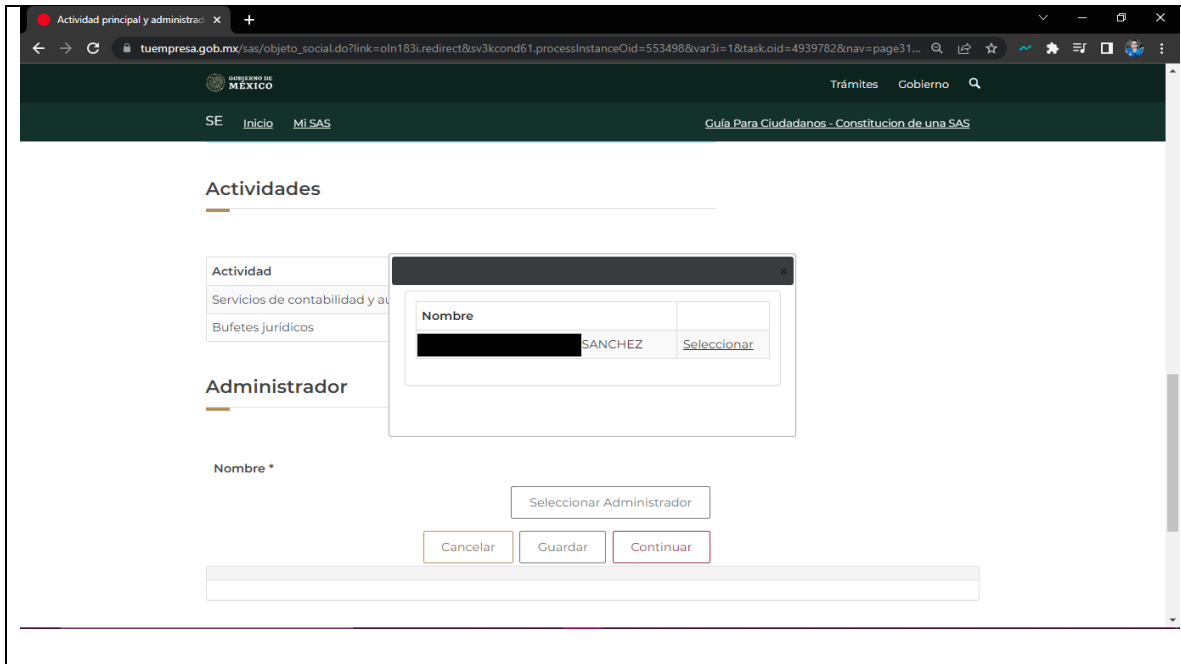 Actividad principal y administrad
tuempresa.gob.mx/sas/objeto_social.do?link=oln183i.redirect&sv3kcond61.processInstanceOid=553498&var3i=1&task.oid=4939782&nav=page31...
GOBIERNO DE
MÉXICO
Trámites Gobierno
SE Inicio Mi SAS Guía Para Ciudadanos - Constitucion de una SAS
Actividades
Actividad
Servicios de contabilidad y au
Bufetes jurídicos
Nombre
SANCHEZ Seleccionar
Administrador
Nombre *
Seleccionar Administrador
Cancelar Guardar Continuar